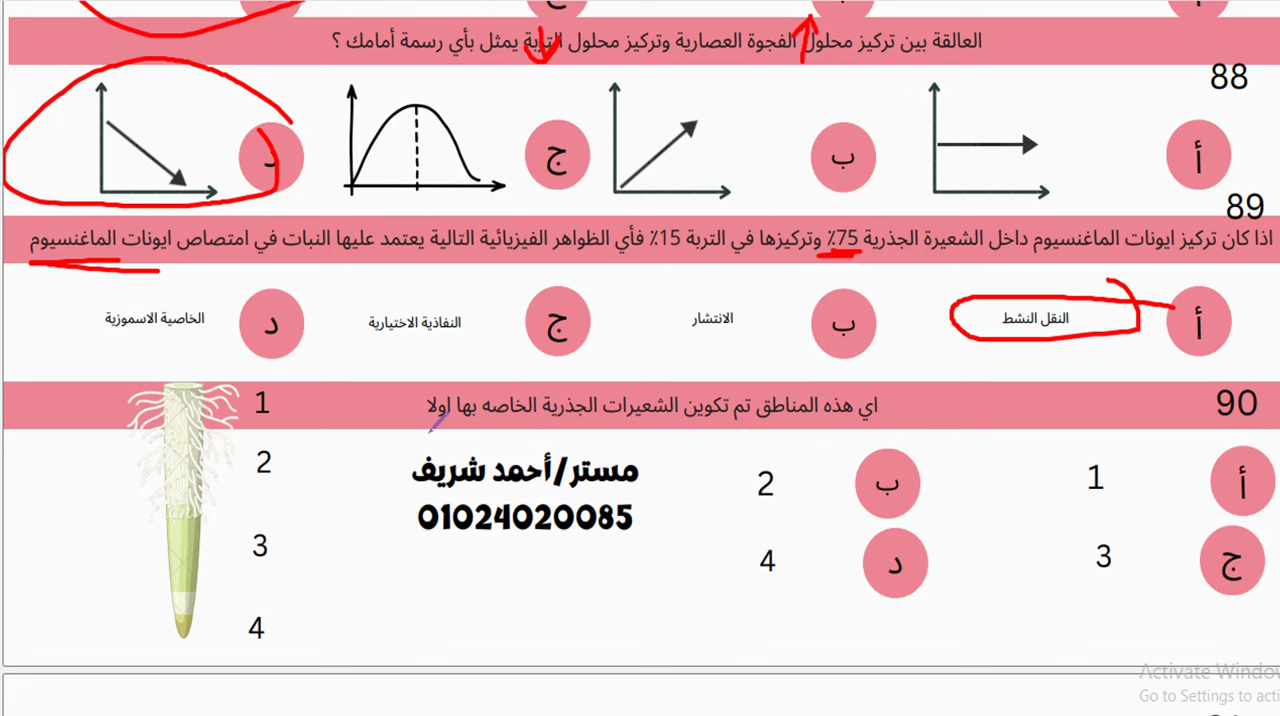 العالقة بين تركيز محلول الفجوة العصارية وتركيز محلول التربة يمثل بأي رسمة أمامك ؟
88
أ
ب
ج
د
89
اذا كان تركيز ايونات الماغنسيوم داخل الشعيرة الجذرية 75٪ وتركيزها في التربة 15٪ فأي الظواهر الفيزيائية التالية يعتمد عليها النبات في امتصاص ايونات الماغنسيوم
أ النقل النشط
ب الانتشار
ج النفاذية الاختيارية
د الخاصية الاسموزية
90 اي هذه المناطق تم تكوين الشعيرات الجذرية الخاصه بها اولا
أ 1
ب 2
ج 3
د 4
مستر/أحمد شريف
01024020085
1
2
3
4
Activate Windo
Go to Settings to acti